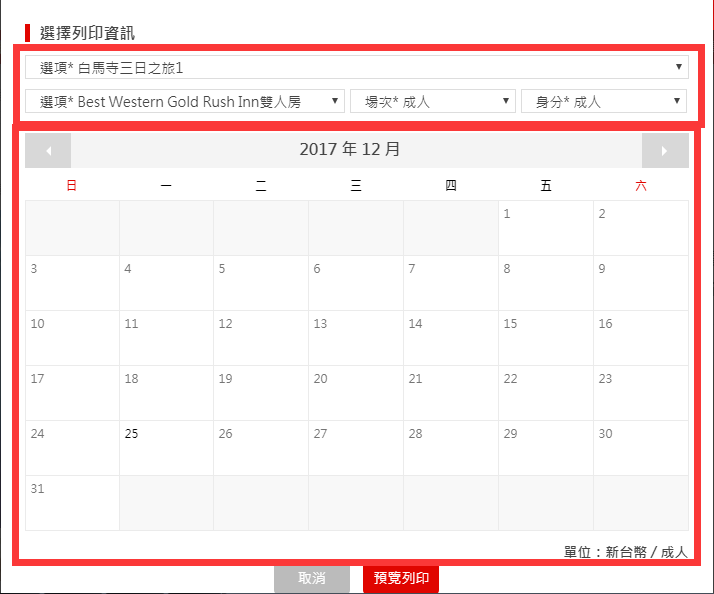 選擇列印資訊
選項* 白馬寺三日之旅1
選項* Best Western Gold Rush Inn雙人房 場次* 成人 身分* 成人
2017 年 12 月
日 一 二 三 四 五 六
1 2
3 4 5 6 7 8 9
10 11 12 13 14 15 16
17 18 19 20 21 22 23
24 25 26 27 28 29 30
31
單位：新台幣 / 成人
取消 預覽列印